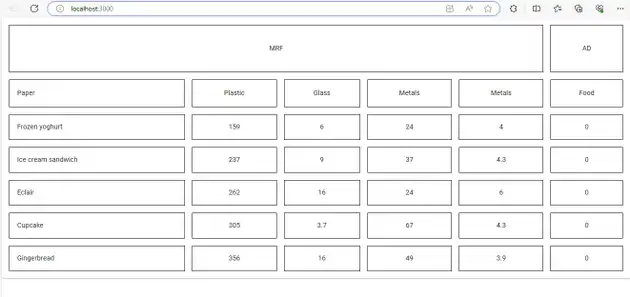 localhost:3000
MRF AD
Paper Plastic Glass Metals Metals Food
Frozen yoghurt 159 6 24 4 0
Ice cream sandwich 237 9 37 4.3 0
Eclair 262 16 24 6 0
Cupcake 305 3.7 67 4.3 0
Gingerbread 356 16 49 3.9 0